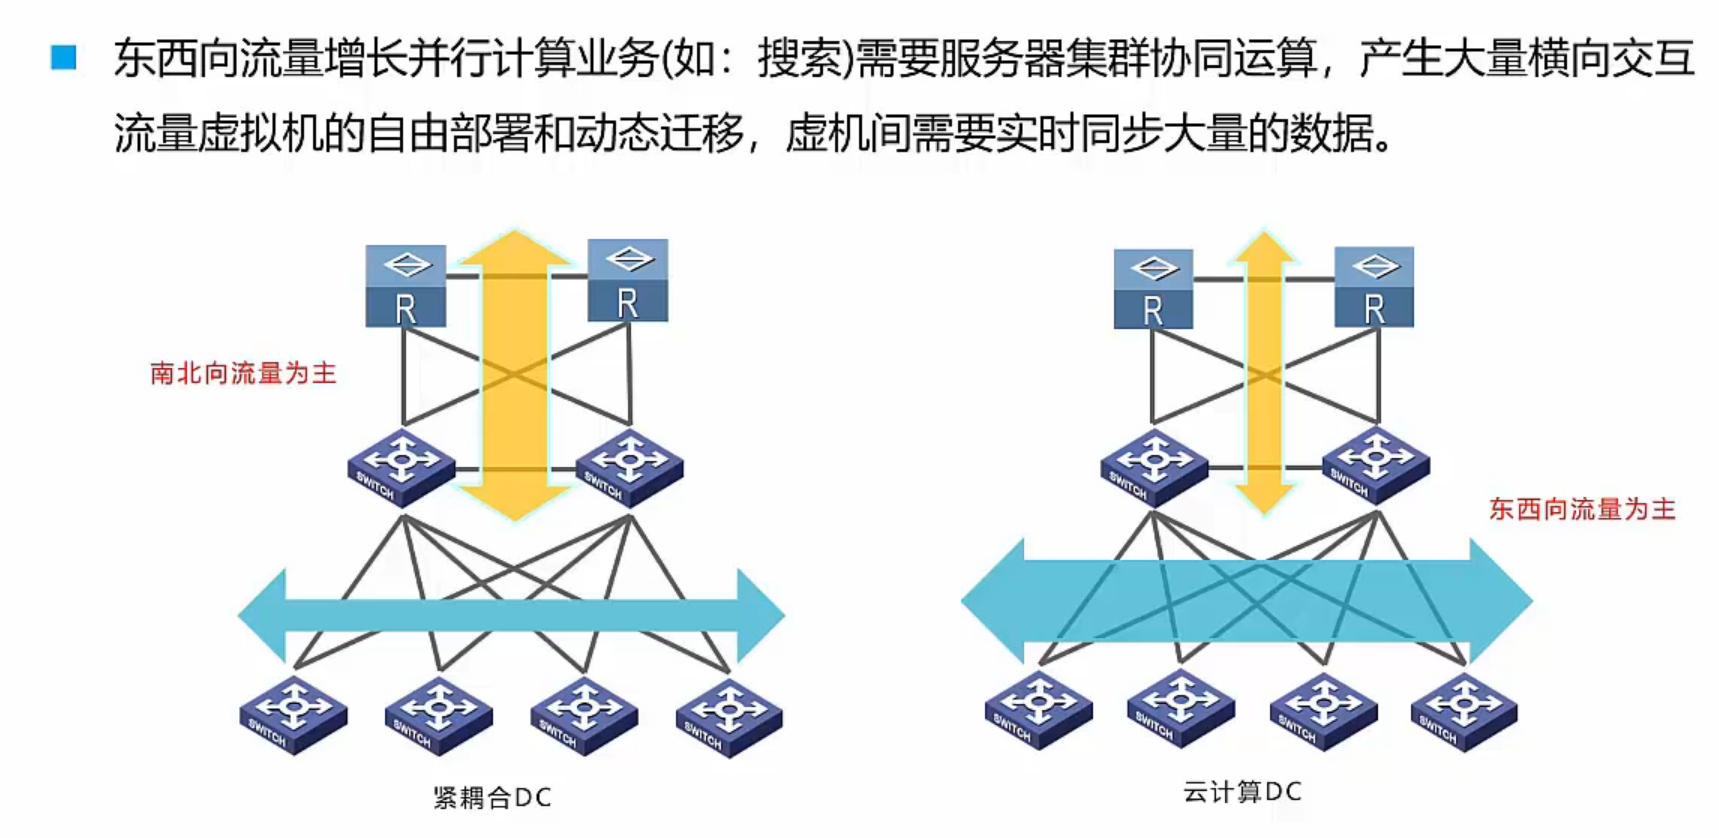 东西向流量增长并行计算业务(如：搜索)需要服务器集群协同运算，产生大量横向交互
流量虚拟机的自由部署和动态迁移，虚机间需要实时同步大量的数据。
R
R
R
R
南北向流量为主
SWITCH
SWITCH
SWITCH
SWITCH
东西向流量为主
SWITCH
SWITCH
SWITCH
SWITCH
SWITCH
SWITCH
SWITCH
SWITCH
紧耦合DC
云计算DC